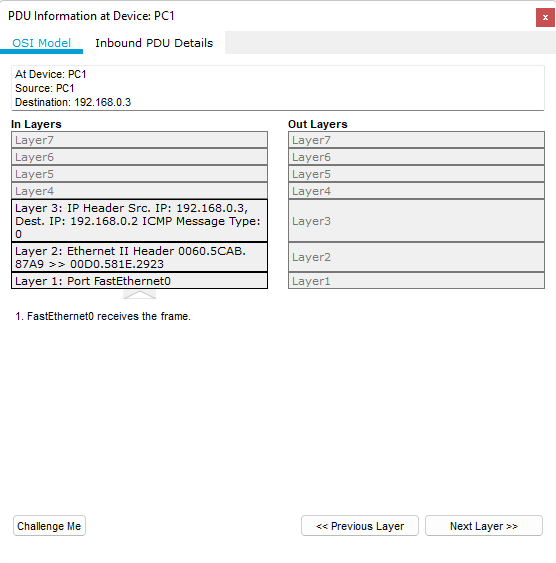 PDU Information at Device: PC1
x
OSI Model
Inbound PDU Details
At Device: PC1
Source: PC1
Destination: 192.168.0.3
In Layers
Layer7
Layer6
Layer5
Layer4
Layer 3: IP Header Src. IP: 192.168.0.3,
Dest. IP: 192.168.0.2 ICMP Message Type:
0
Layer 2: Ethernet II Header 0060.5CAB.
87A9 >> 00D0.581E.2923
Layer 1: Port FastEthernet0
Out Layers
Layer7
Layer6
Layer5
Layer4
Layer3
Layer2
Layer1
1. FastEthernet0 receives the frame.
Challenge Me
<< Previous Layer
Next Layer >>